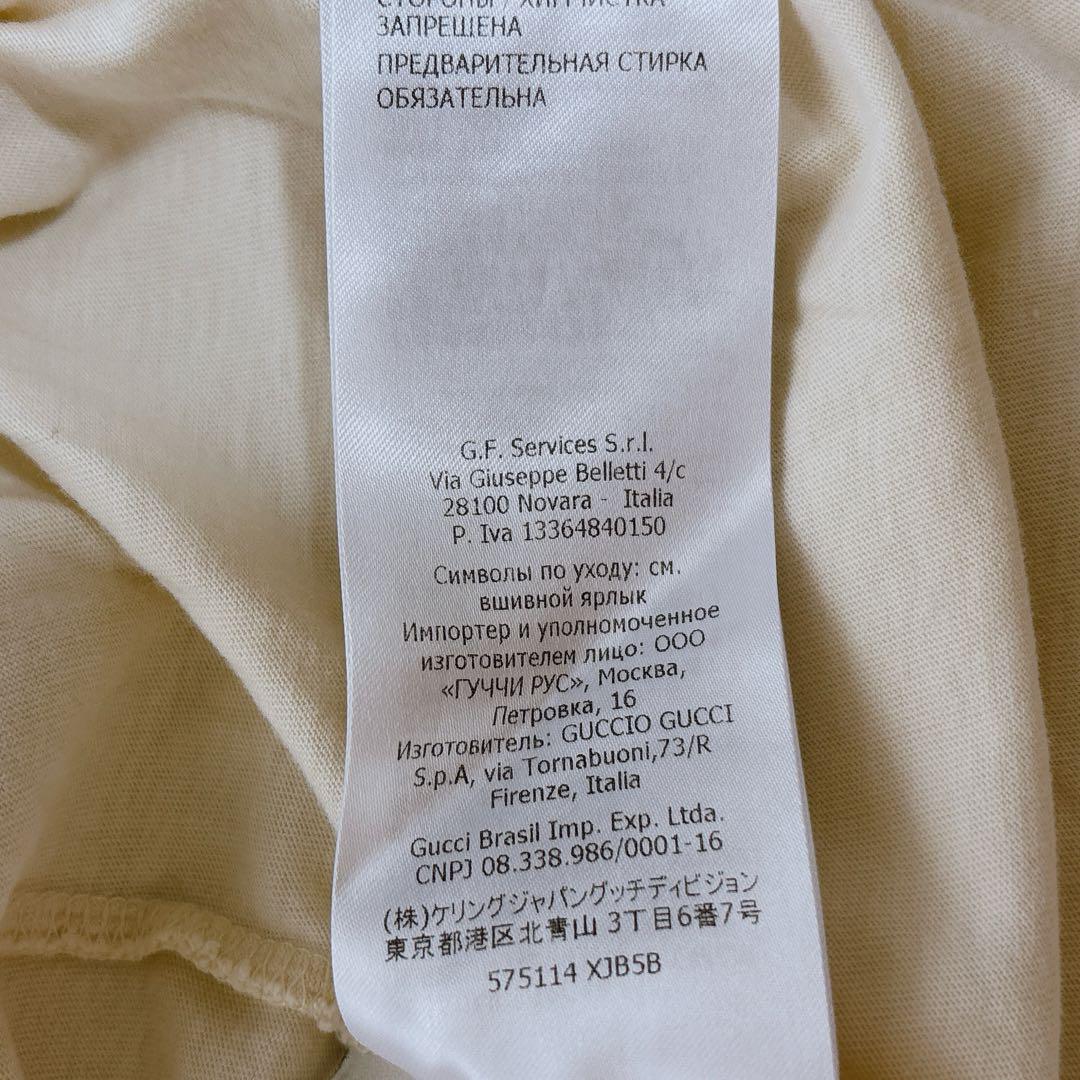 СТОРОНЫ / ХИМЧИСТКА
ЗАПРЕЩЕНА
ПРЕДВАРИТЕЛЬНАЯ СТИРКА
ОБЯЗАТЕЛЬНА
G.F. Services S.r.l.
Via Giuseppe Belletti 4/c
28100 Novara - Italia
P. Iva 13364840150
Символы по уходу: см.
вшивной ярлык
Импортер и уполномоченное
изготовителем лицо: ООО
«ГУЧЧИ РУС», Москва,
Петровка, 16
Изготовитель: GUCCIO GUCCI
S.p.A, via Tornabuoni,73/R
Firenze, Italia
Gucci Brasil Imp. Exp. Ltda.
CNPJ 08.338.986/0001-16
(株)ケリングジャパングッチディビジョン
東京都港区北青山 3丁目6番7号
575114 XJB5B